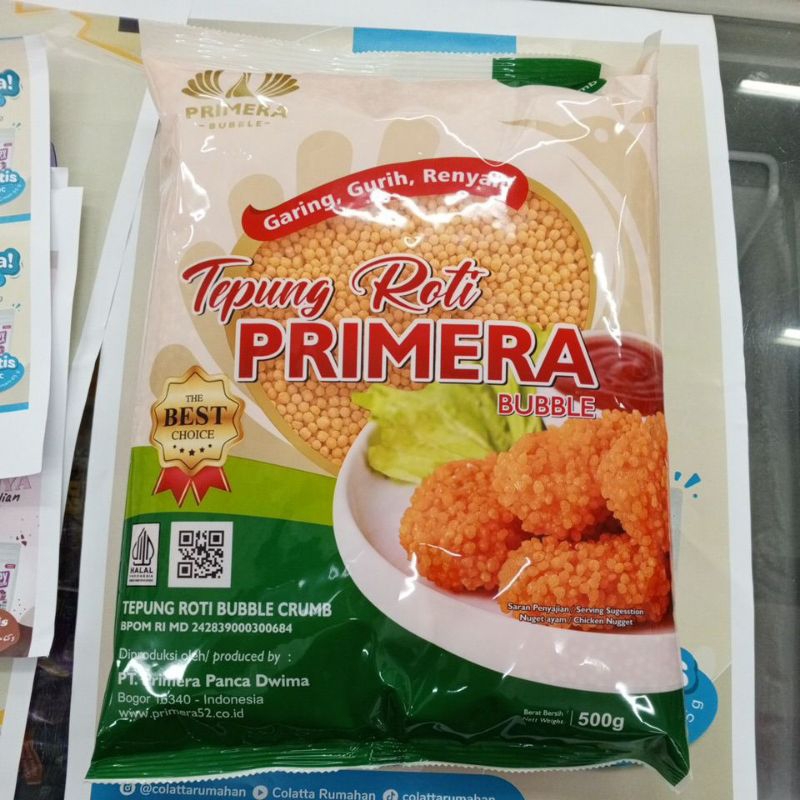 PRIMERA
BUBBLE
Garing, Gurih, Renyah
Tepung Roti
PRIMERA
BUBBLE
THE
BEST
CHOICE
HALAL
INDONESIA
TEPUNG ROTI BUBBLE CRUMB
BPOM RI MD 242839000300684
Diproduksi oleh/ produced by :
PT. Primera Panca Dwima
Bogor 16340 - Indonesia
www.primera52.co.id
Saran Penyajian / Serving Sugesstion
Nuget ayam / Chicken Nugget
Berat Bersih
Nett Weight
500g
@colattarumahan
Colatta Rumahan
colattarumahan